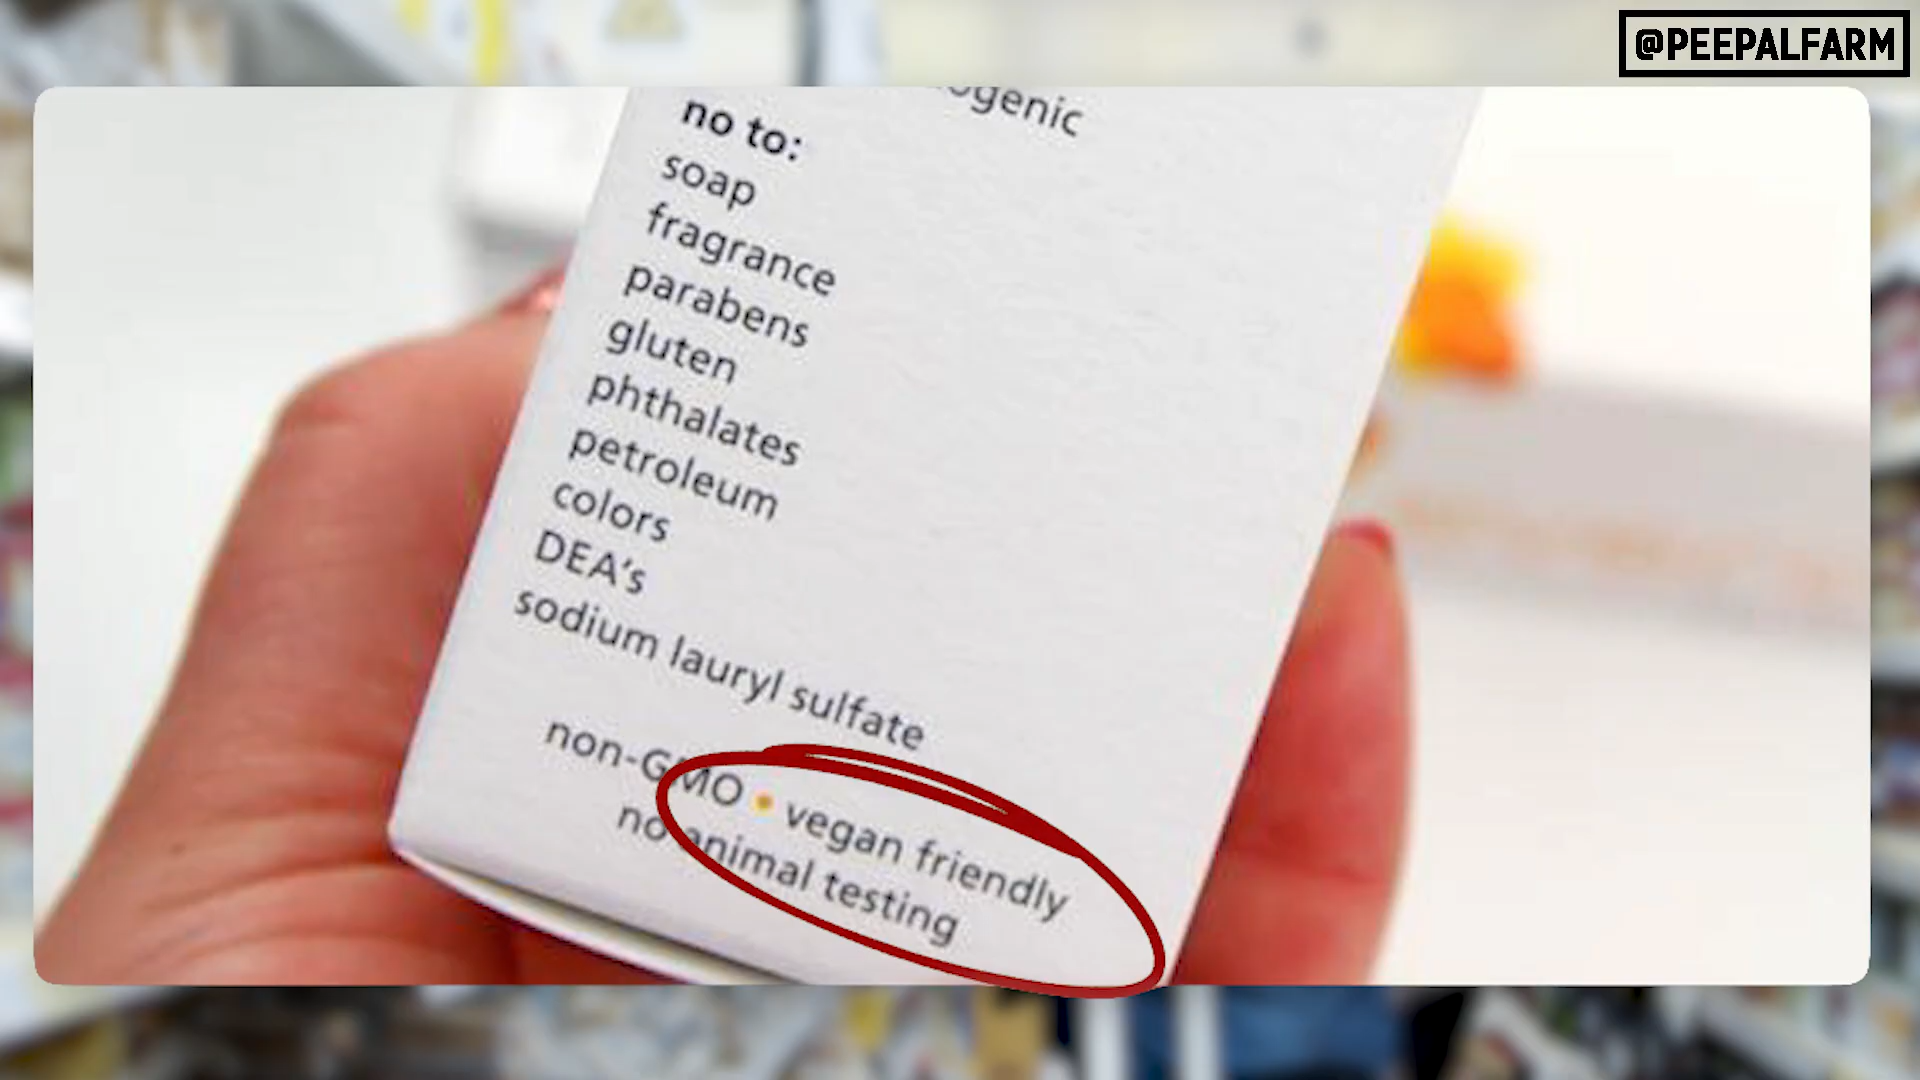 @PEEPALFARM
no to:
soap
fragrance
parabens
gluten
phthalates
petroleum
colors
DEA's
sodium lauryl sulfate
non-GMO • vegan friendly
no animal testing